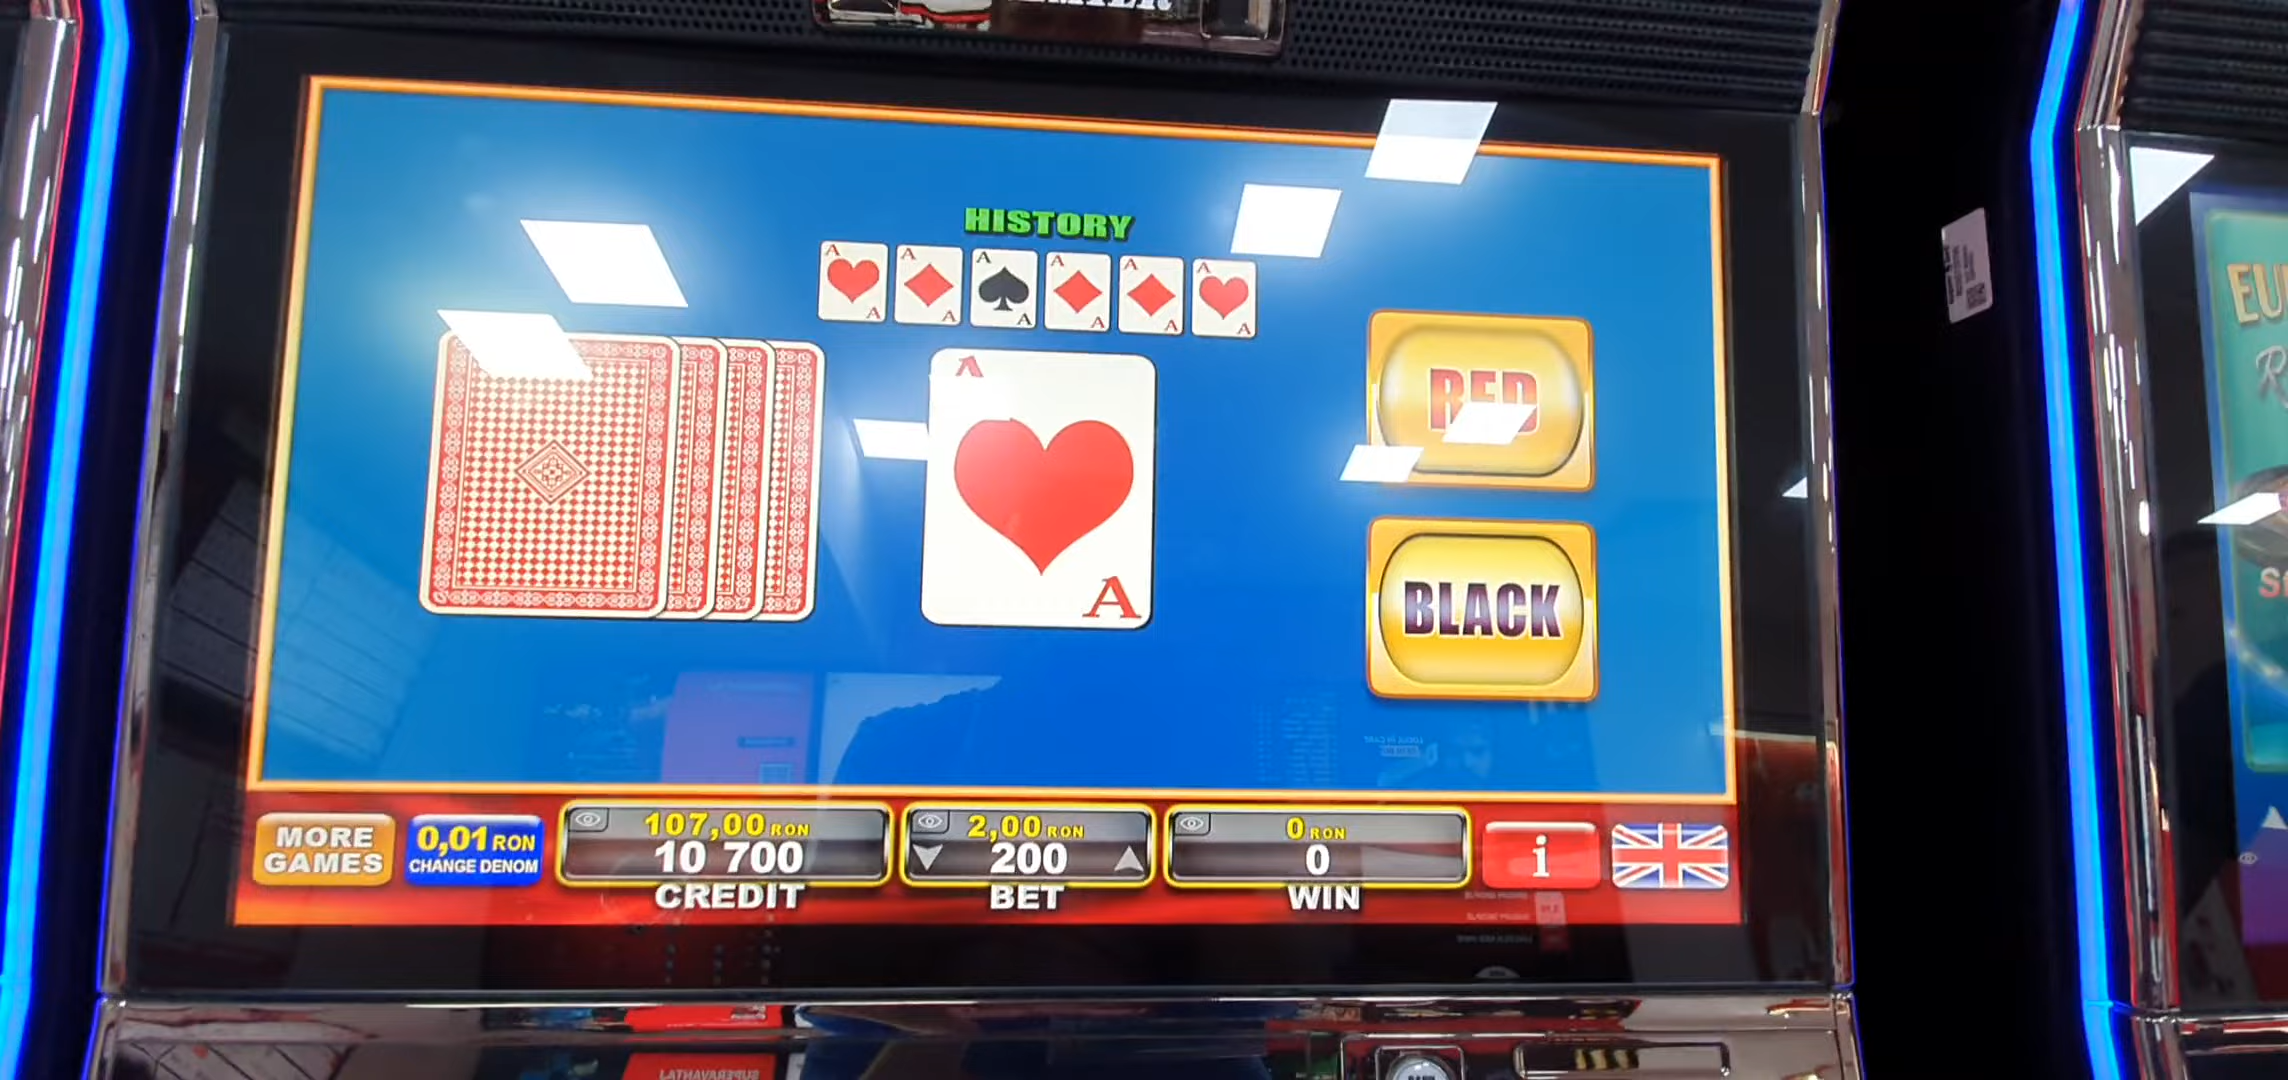 HISTORY
A A A A A A
A A A A A A
A
A
RED
BLACK
MORE
GAMES
0,01 RON
CHANGE DENOM
107,00 RON
10 700
CREDIT
2,00 RON
200
BET
0 RON
0
WIN
i